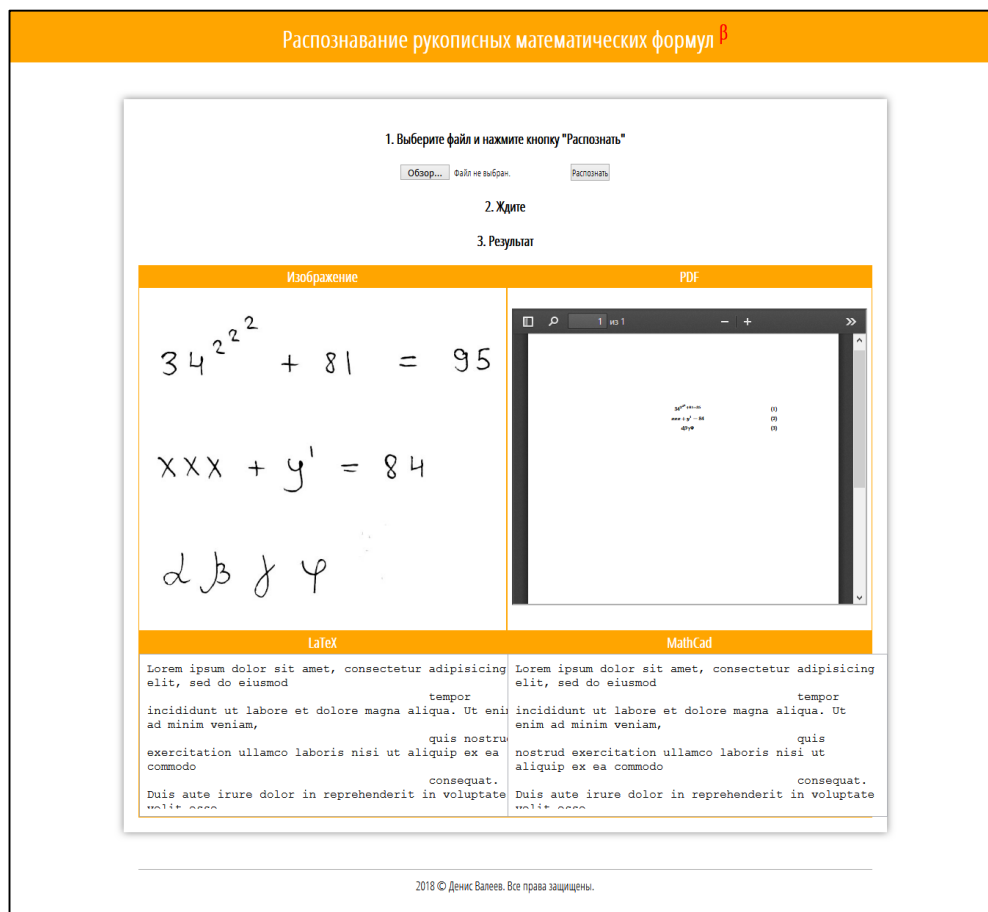 Распознавание рукописных математических формул β
1. Выберите файл и нажмите кнопку "Распознать"
Обзор... Файл не выбран. Распознать
2. Ждите
3. Результат
Изображение
34^2^2^2 + 81 = 95
xxx + y' = 84
α β γ φ
PDF
1 из 1
(1)
(2)
(3)
LaTeX
Lorem ipsum dolor sit amet, consectetur adipisicing
elit, sed do eiusmod
tempor
incididunt ut labore et dolore magna aliqua. Ut
ad minim veniam,
quis
exercitation ullamco laboris nisi ut aliquip ex ea
commodo
consequat.
Duis aute irure dolor in reprehenderit in voluptate
velit esse
MathCad
Lorem ipsum dolor sit amet, consectetur adipisicing
elit, sed do eiusmod
tempor
incididunt ut labore et dolore magna aliqua. Ut
enim ad minim veniam,
quis
nostrud exercitation ullamco laboris nisi ut
aliquip ex ea commodo
consequat.
Duis aute irure dolor in reprehenderit in voluptate
velit esse
2018 © Денис Валеев. Все права защищены.